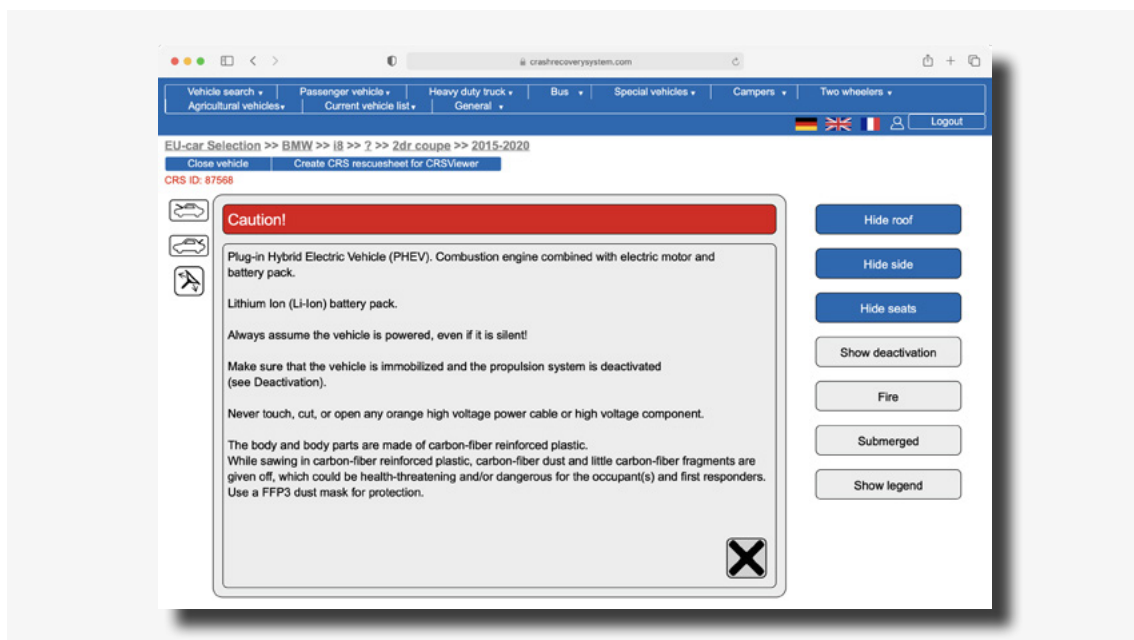 crashrecoverysystem.com
Vehicle search
Passenger vehicle
Heavy duty truck
Bus
Special vehicles
Campers
Two wheelers
Agricultural vehicles
Current vehicle list
General
Logout
EU-car Selection >> BMW >> i8 >> ? >> 2dr coupe >> 2015-2020
Close vehicle
Create CRS rescuesheet for CRSViewer
CRS ID: 87568
Caution!
Plug-in Hybrid Electric Vehicle (PHEV). Combustion engine combined with electric motor and
battery pack.
Lithium Ion (Li-Ion) battery pack.
Always assume the vehicle is powered, even if it is silent!
Make sure that the vehicle is immobilized and the propulsion system is deactivated
(see Deactivation).
Never touch, cut, or open any orange high voltage power cable or high voltage component.
The body and body parts are made of carbon-fiber reinforced plastic.
While sawing in carbon-fiber reinforced plastic, carbon-fiber dust and little carbon-fiber fragments are
given off, which could be health-threatening and/or dangerous for the occupant(s) and first responders.
Use a FFP3 dust mask for protection.
Hide roof
Hide side
Hide seats
Show deactivation
Fire
Submerged
Show legend